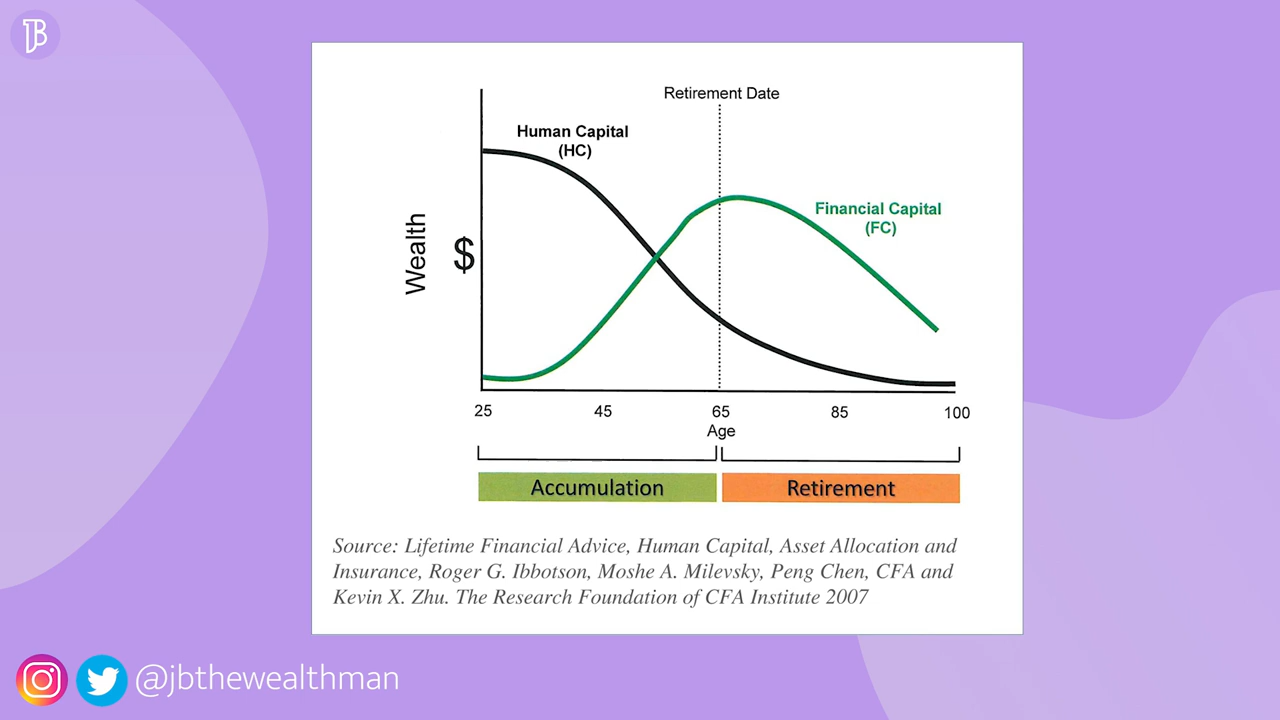 JB
Retirement Date
Human Capital
(HC)
Financial Capital
(FC)
Wealth
$
25 45 65 85 100
Age
Accumulation Retirement
Source: Lifetime Financial Advice, Human Capital, Asset Allocation and
Insurance, Roger G. Ibbotson, Moshe A. Milevsky, Peng Chen, CFA and
Kevin X. Zhu. The Research Foundation of CFA Institute 2007
@jbthewealthman